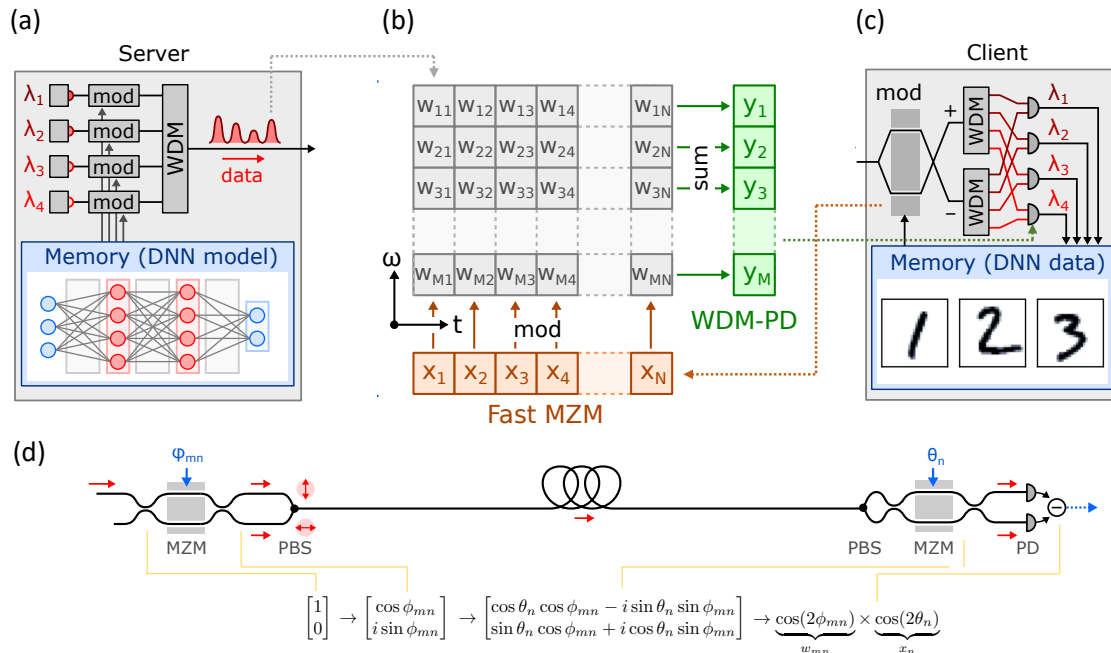 (a)
Server
λ1
mod
λ2
mod
λ3
mod
λ4
mod
WDM
data
Memory (DNN model)
(b)
w11 w12 w13 w14 w1N y1
w21 w22 w23 w24 w2N y2
w31 w32 w33 w34 w3N y3
sum
wM1 wM2 wM3 wM4 wMN yM
ω
t
mod
WDM-PD
x1 x2 x3 x4 xN
Fast MZM
(c)
Client
mod
+
−
WDM
WDM
λ1
λ2
λ3
λ4
Memory (DNN data)
1 2 3
(d)
φmn
θn
MZM PBS PBS MZM PD
−
[1 0] → [cos ϕmn i sin ϕmn] → [cos θn cos ϕmn − i sin θn sin ϕmn sin θn cos ϕmn + i cos θn sin ϕmn] → cos(2ϕmn) × cos(2θn)
wmn xn